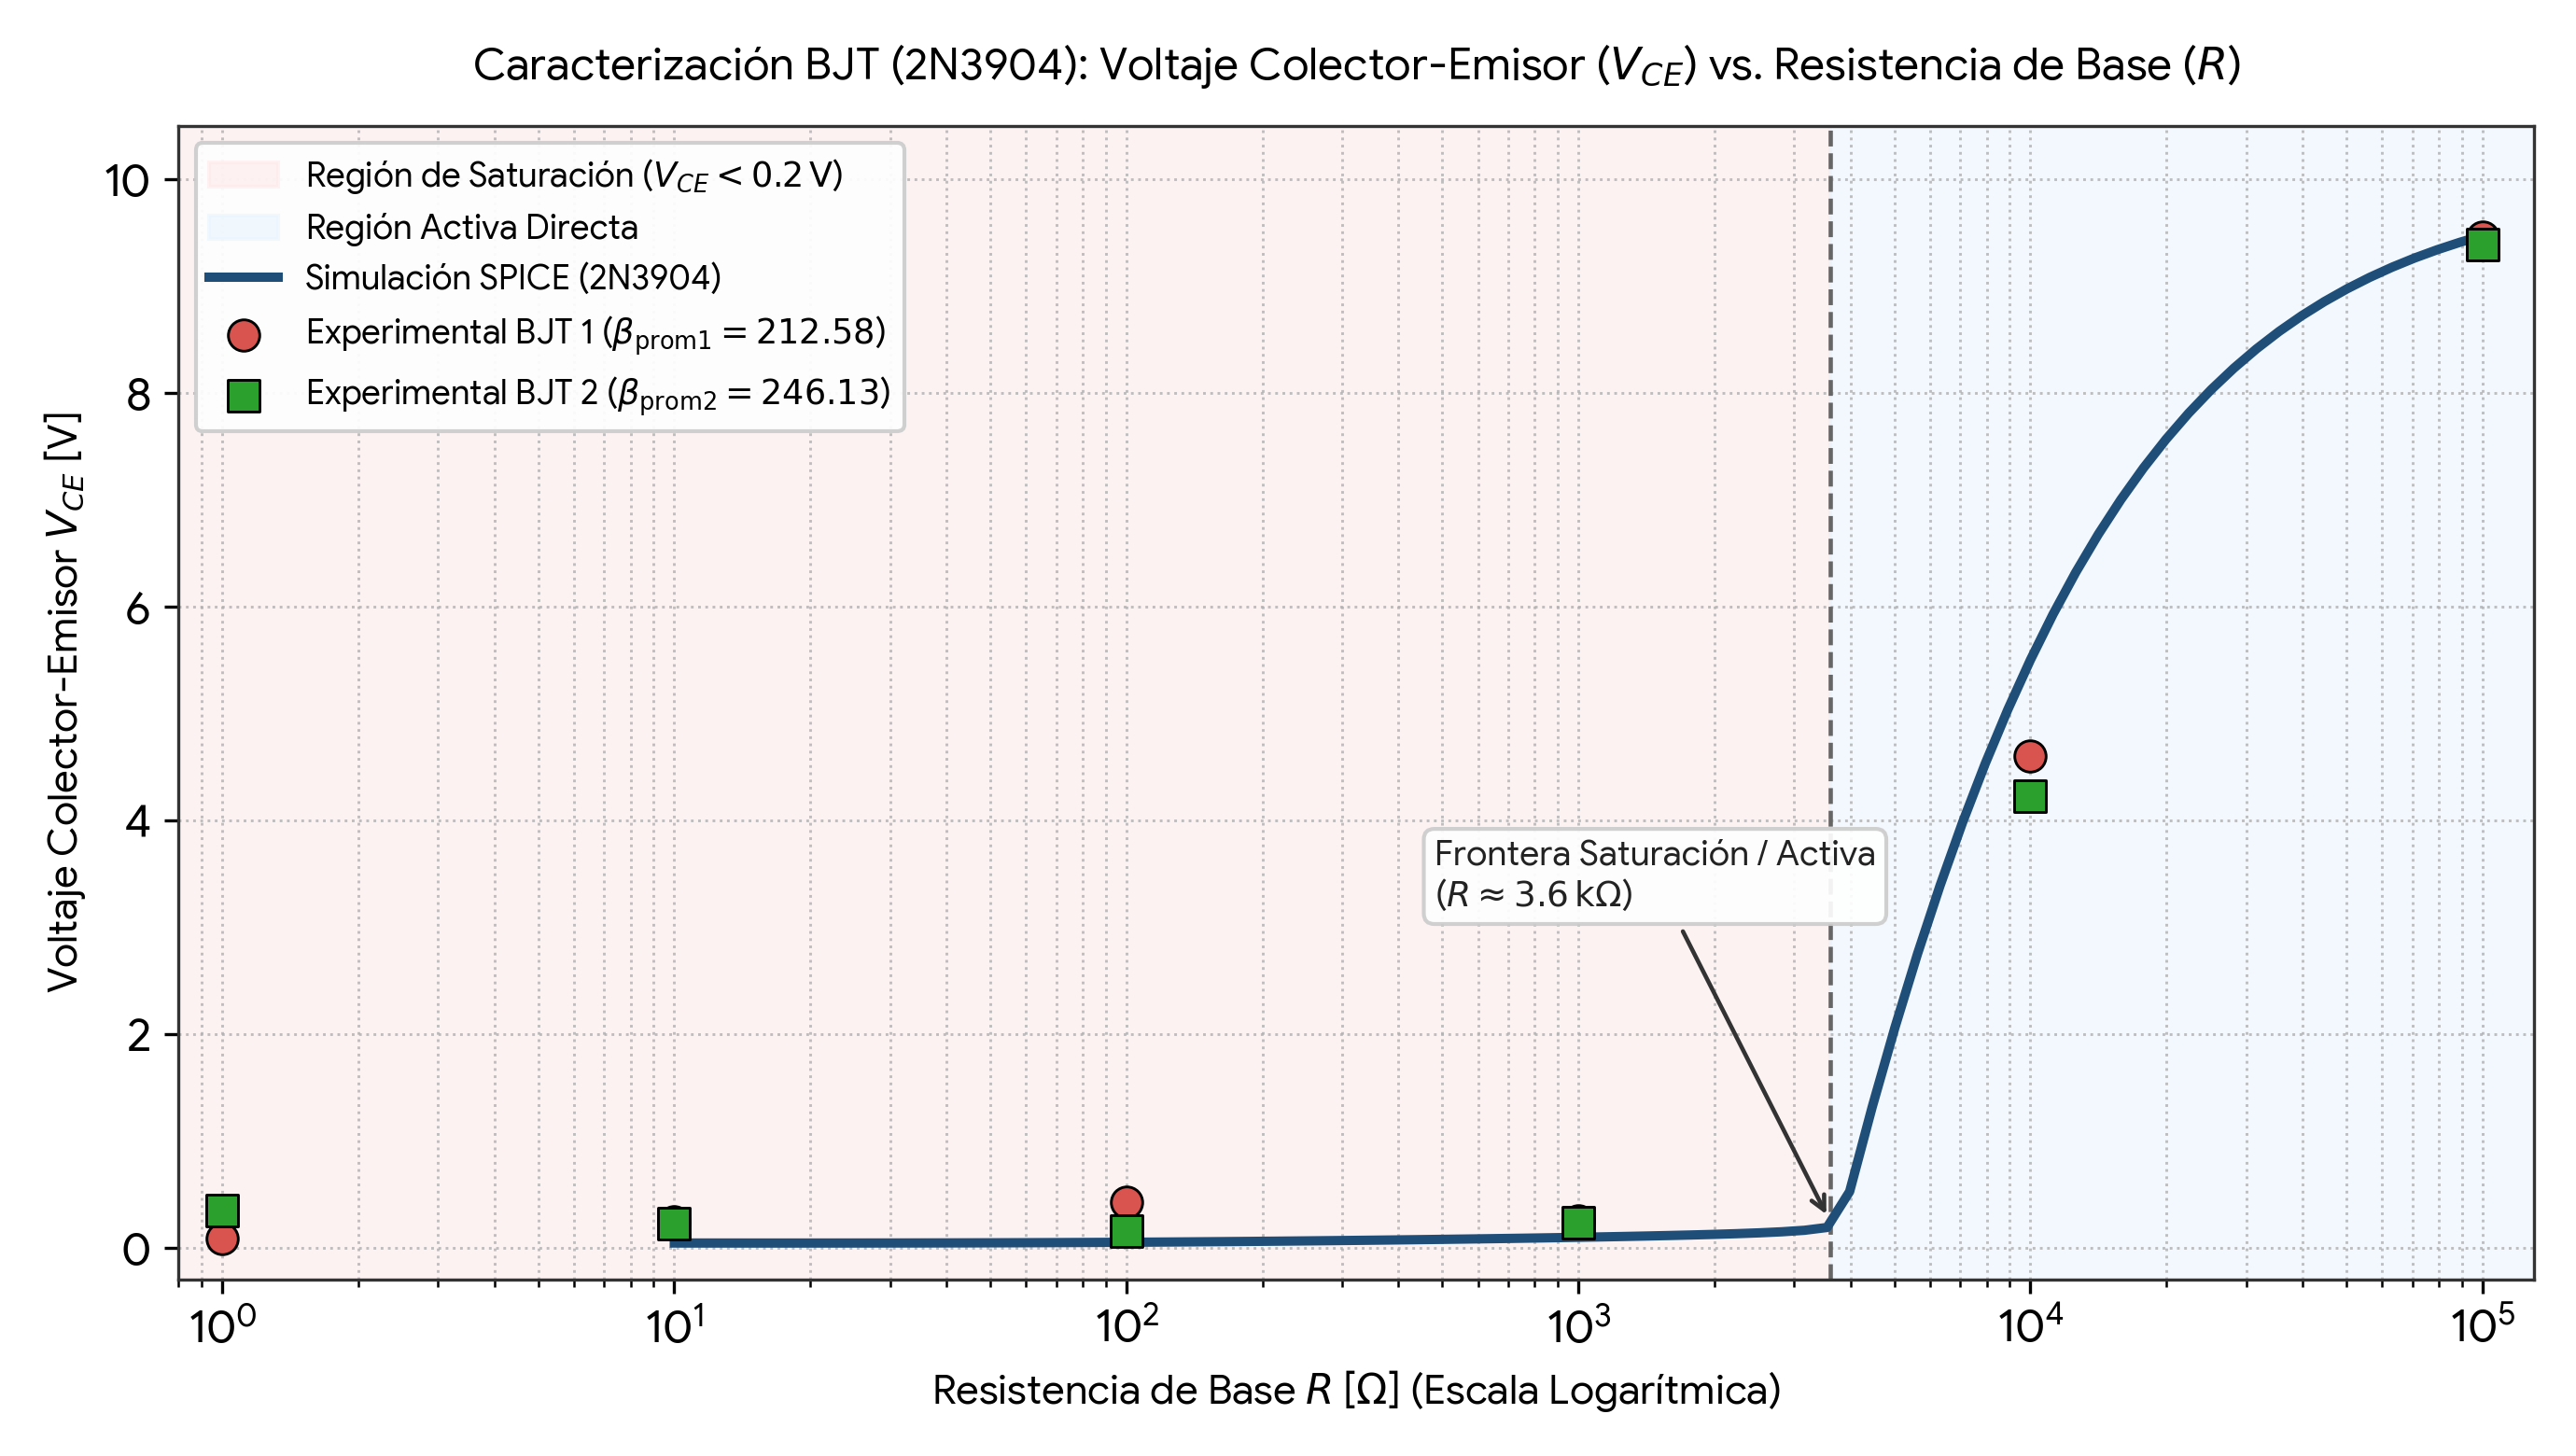 Caracterización BJT (2N3904): Voltaje Colector-Emisor (V_CE) vs. Resistencia de Base (R)
Región de Saturación (V_CE < 0.2 V)
Región Activa Directa
Simulación SPICE (2N3904)
Experimental BJT 1 (β_prom1 = 212.58)
Experimental BJT 2 (β_prom2 = 246.13)
Voltaje Colector-Emisor V_CE [V]
10
8
6
4
2
0
Frontera Saturación / Activa
(R ≈ 3.6 kΩ)
10^0 10^1 10^2 10^3 10^4 10^5
Resistencia de Base R [Ω] (Escala Logarítmica)